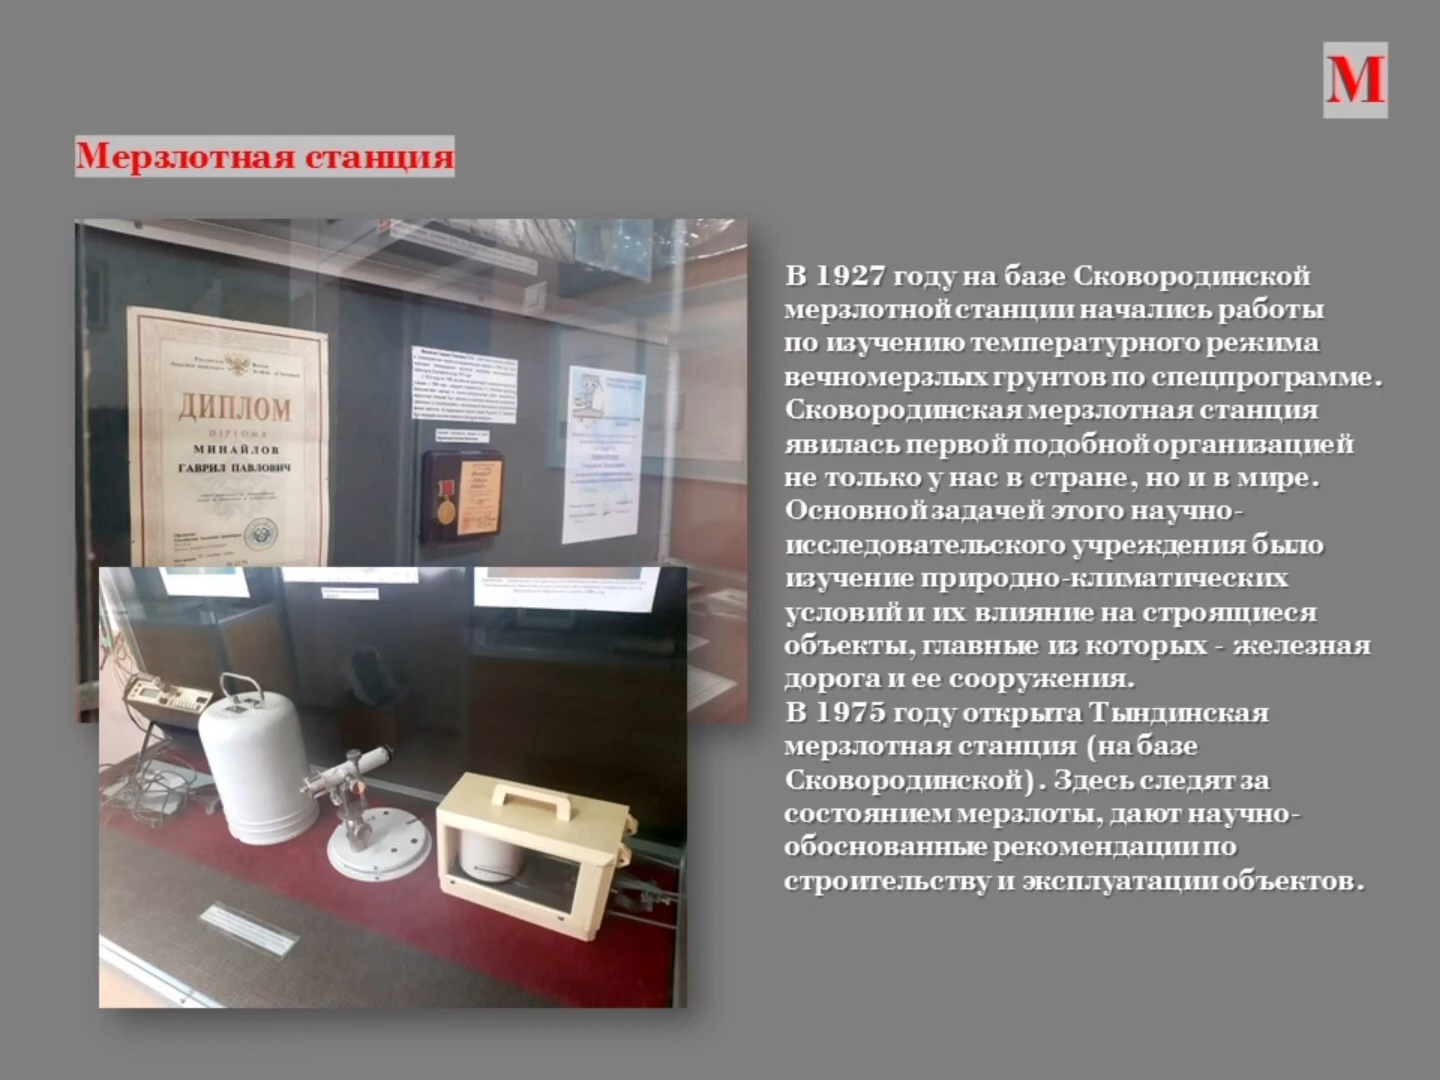 М
Мерзлотная станция
ДИПЛОМ
DIPLOMA
МИНАЙЛОВ
ГАВРИЛ ПАВЛОВИЧ
В 1927 году на базе Сковородинской
мерзлотной станции начались работы
по изучению температурного режима
вечномерзлых грунтов по спецпрограмме.
Сковородинская мерзлотная станция
явилась первой подобной организацией
не только у нас в стране, но и в мире.
Основной задачей этого научно-
исследовательского учреждения было
изучение природно-климатических
условий и их влияние на строящиеся
объекты, главные из которых - железная
дорога и ее сооружения.
В 1975 году открыта Тындинская
мерзлотная станция (на базе
Сковородинской). Здесь следят за
состоянием мерзлоты, дают научно-
обоснованные рекомендации по
строительству и эксплуатации объектов.